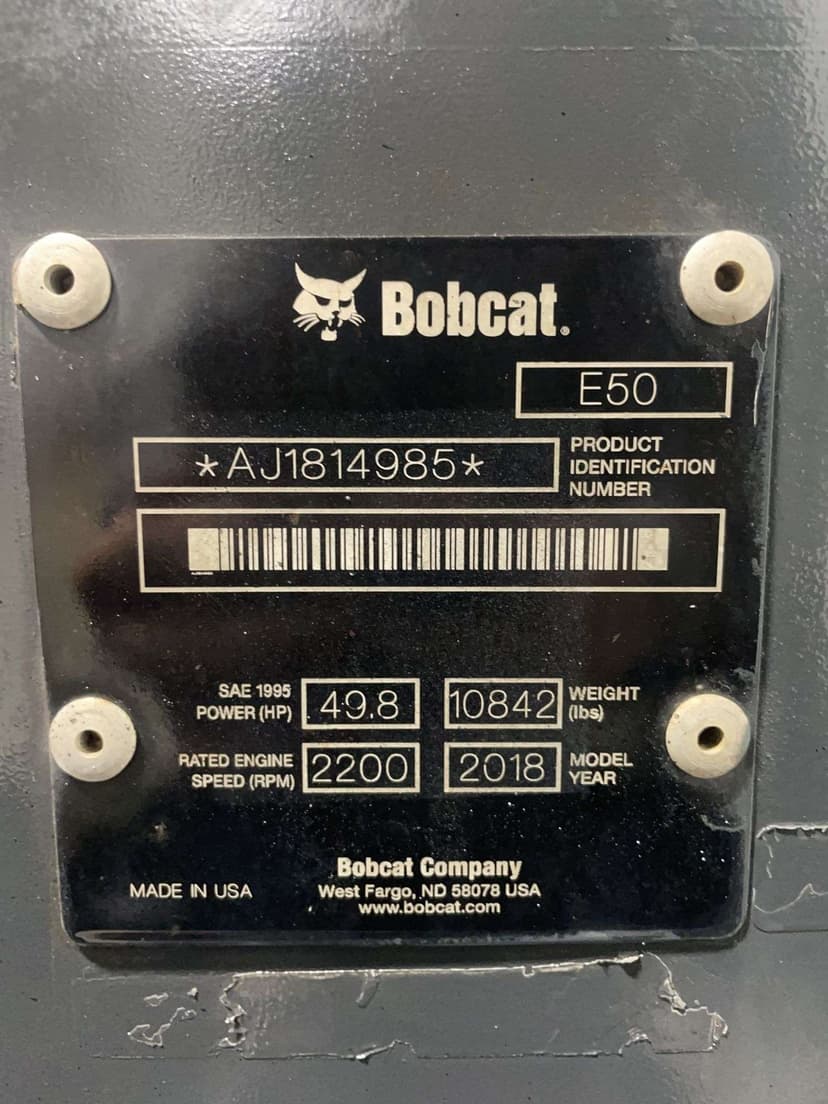 Bobcat®
E50
*AJ1814985*
PRODUCT
IDENTIFICATION
NUMBER
SAE 1995
POWER (HP)
49.8
10842
WEIGHT
(lbs)
RATED ENGINE
SPEED (RPM)
2200
2018
MODEL
YEAR
Bobcat Company
MADE IN USA
West Fargo, ND 58078 USA
www.bobcat.com